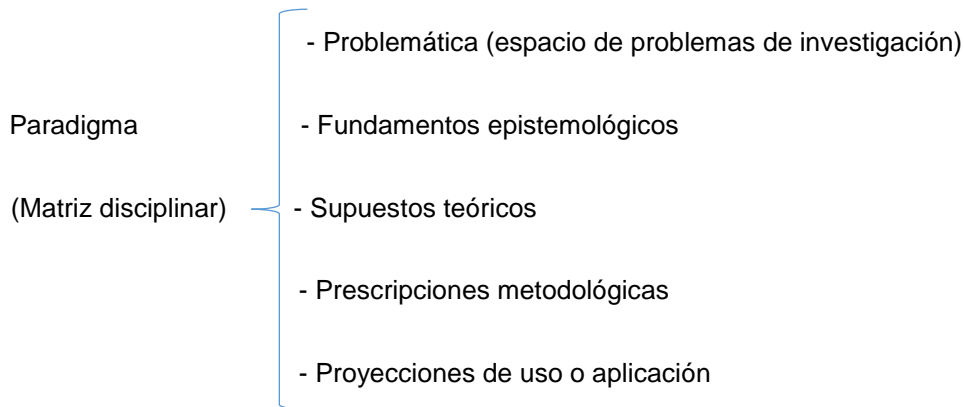 - Problemática (espacio de problemas de investigación)
Paradigma - Fundamentos epistemológicos
(Matriz disciplinar) - Supuestos teóricos
- Prescripciones metodológicas
- Proyecciones de uso o aplicación